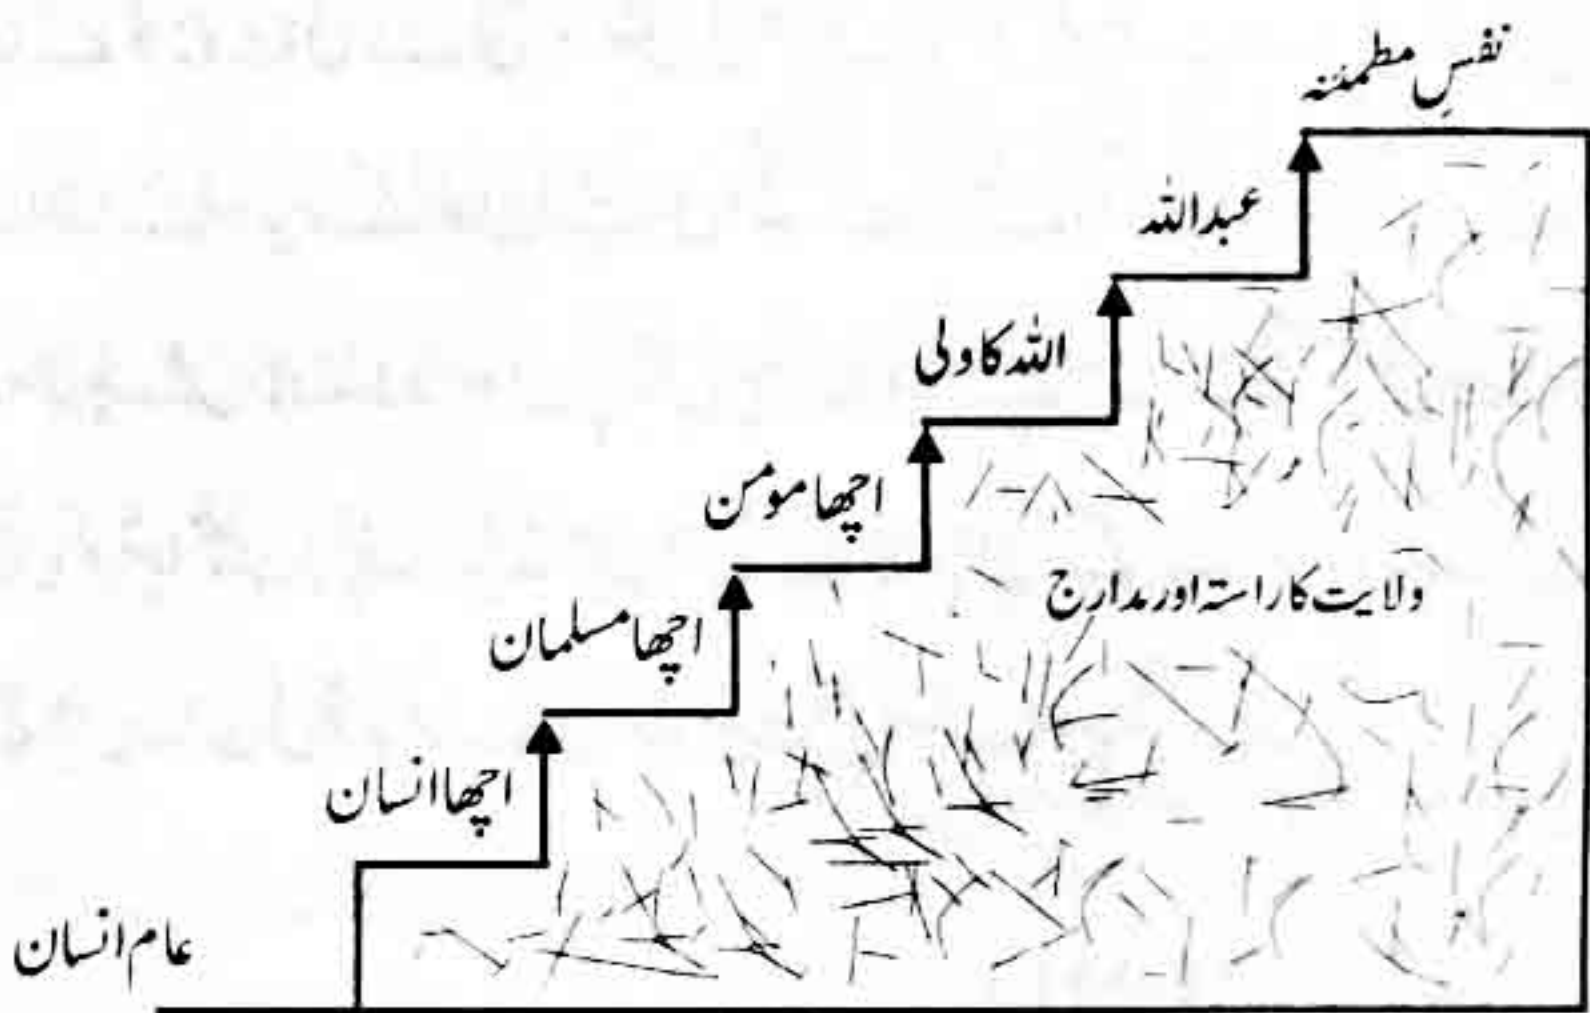 نفسِ مطمئنہ
عبداللہ
اللہ کا ولی
اچھا مومن
ولایت کا راستہ اور مدارج
اچھا مسلمان
اچھا انسان
عام انسان